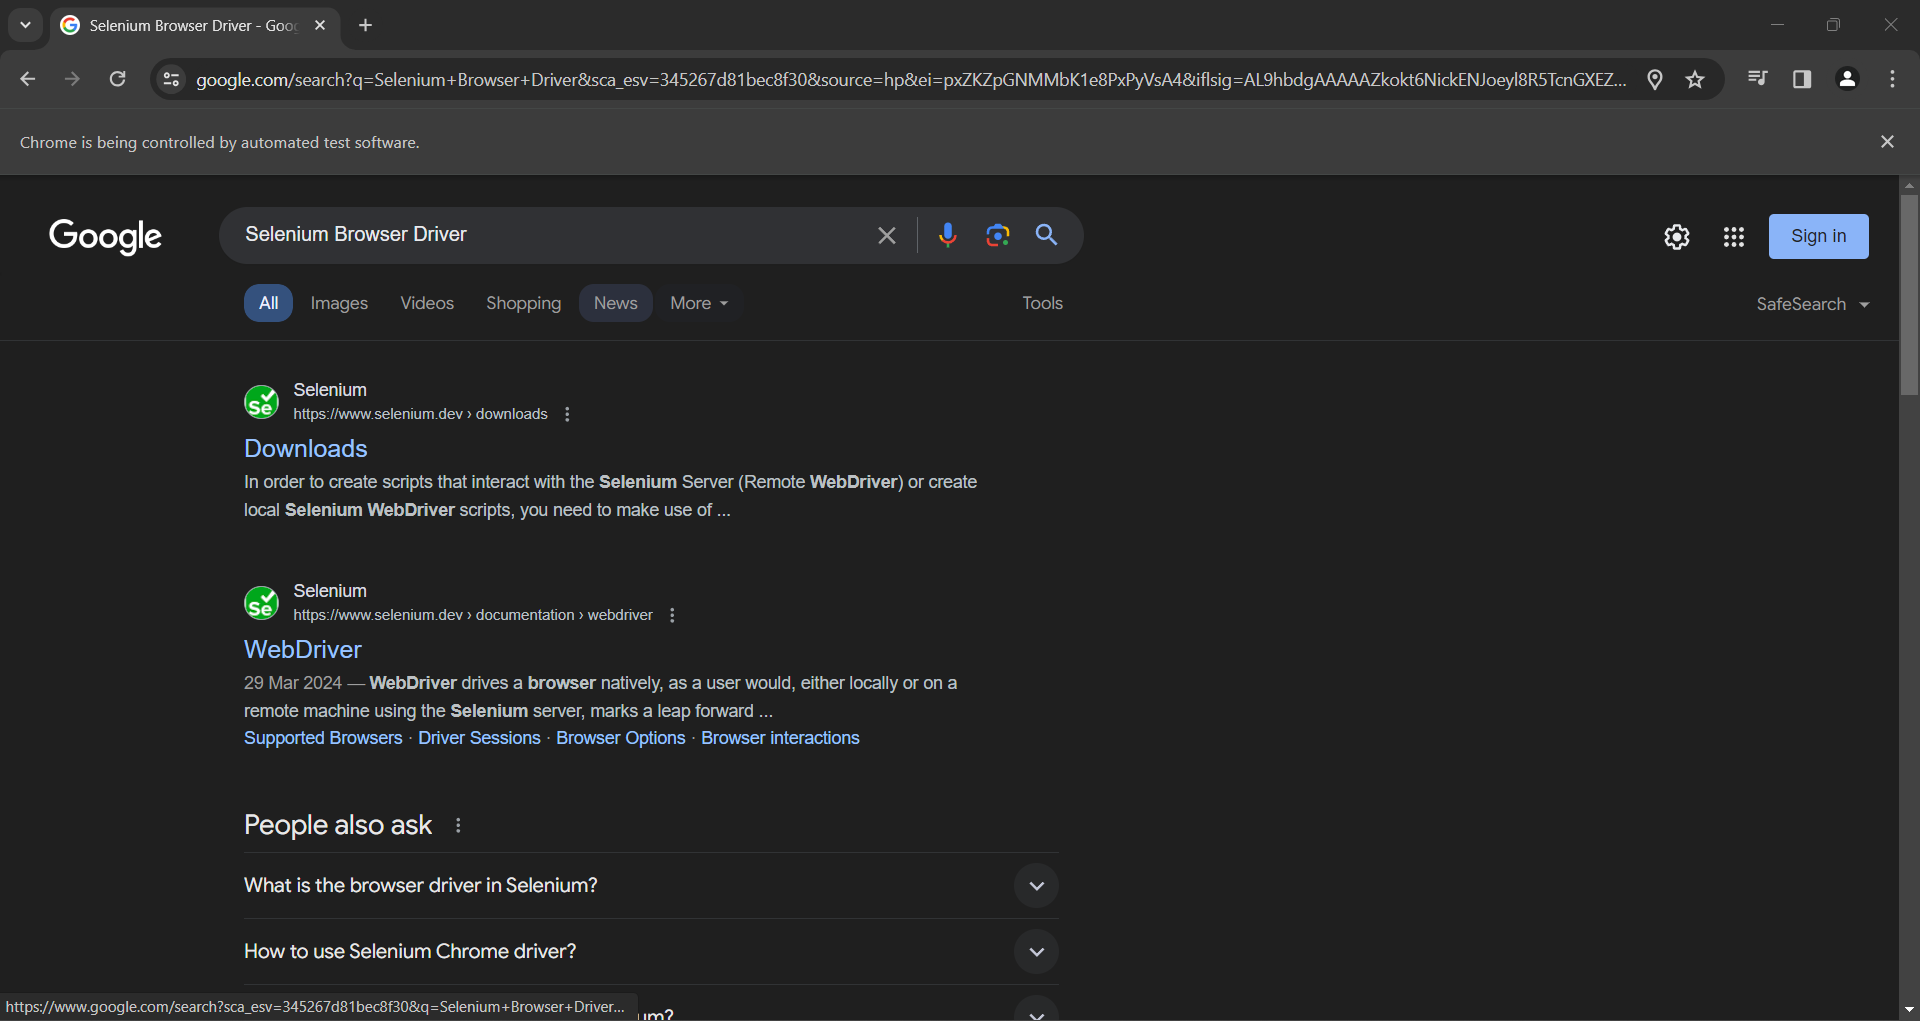 Selenium Browser Driver - Goog
google.com/search?q=Selenium+Browser+Driver&sca_esv=345267d81bec8f30&source=hp&ei=pxZKZpGNMMbK1e8PxPyVsA4&iflsig=AL9hbdgAAAAAZkokt6NickENJoeyl8R5TcnGXEZ...
Chrome is being controlled by automated test software.
Google
Selenium Browser Driver
Sign in
All Images Videos Shopping News More Tools SafeSearch
Selenium
https://www.selenium.dev › downloads
Downloads
In order to create scripts that interact with the Selenium Server (Remote WebDriver) or create
local Selenium WebDriver scripts, you need to make use of ...
Selenium
https://www.selenium.dev › documentation › webdriver
WebDriver
29 Mar 2024 — WebDriver drives a browser natively, as a user would, either locally or on a
remote machine using the Selenium server, marks a leap forward ...
Supported Browsers · Driver Sessions · Browser Options · Browser interactions
People also ask
What is the browser driver in Selenium?
How to use Selenium Chrome driver?
https://www.google.com/search?sca_esv=345267d81bec8f30&q=Selenium+Browser+Driver...